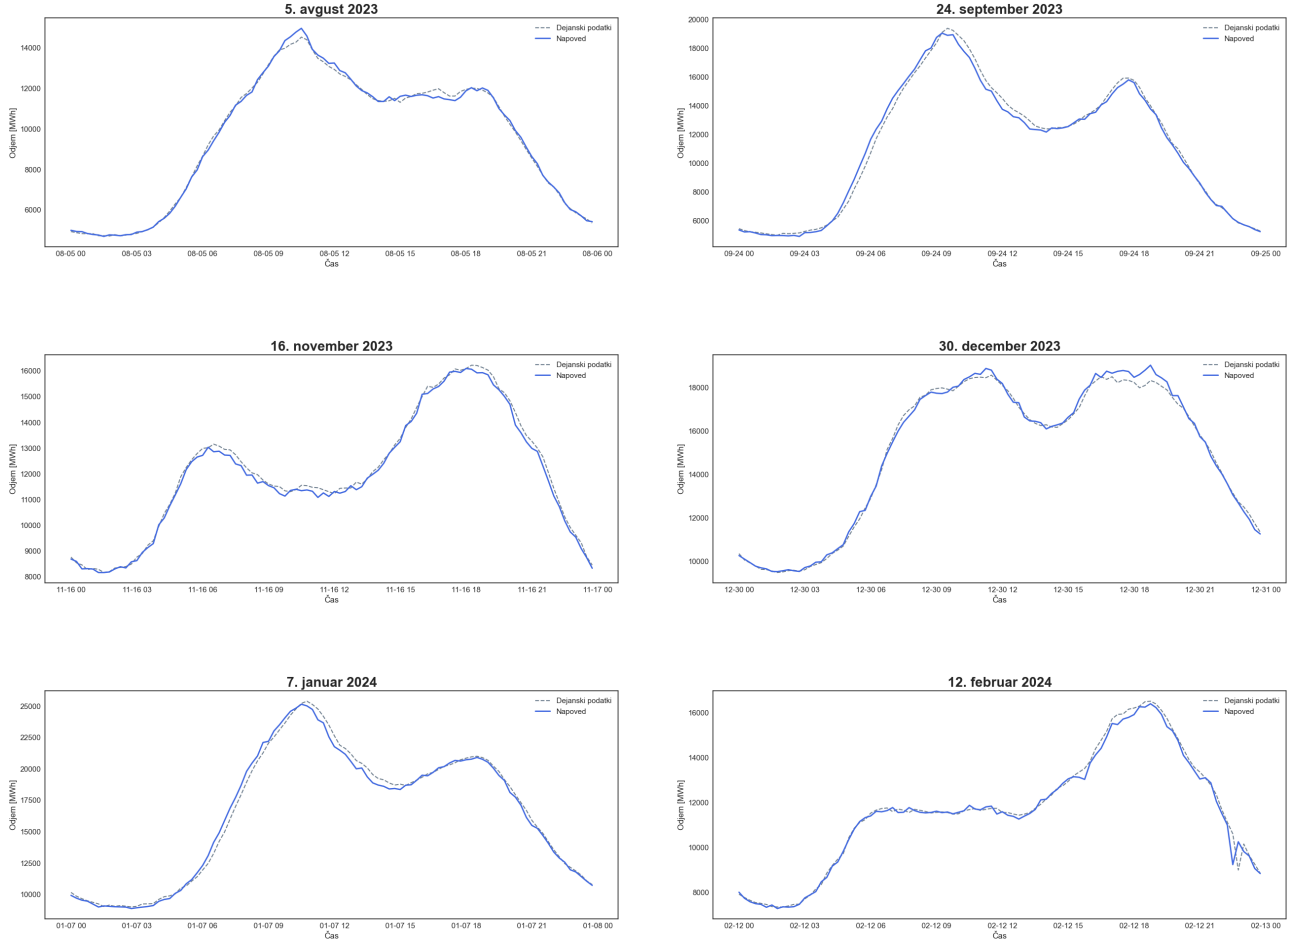 5. avgust 2023
Dejanski podatki
Napoved
14000
12000
10000
8000
6000
Odjem [MWh]
08-05 00 08-05 03 08-05 06 08-05 09 08-05 12 08-05 15 08-05 18 08-05 21 08-06 00
Čas
24. september 2023
Dejanski podatki
Napoved
20000
18000
16000
14000
12000
10000
8000
6000
Odjem [MWh]
09-24 00 09-24 03 09-24 06 09-24 09 09-24 12 09-24 15 09-24 18 09-24 21 09-25 00
Čas
16. november 2023
Dejanski podatki
Napoved
16000
15000
14000
13000
12000
11000
10000
9000
8000
Odjem [MWh]
11-16 00 11-16 03 11-16 06 11-16 09 11-16 12 11-16 15 11-16 18 11-16 21 11-17 00
Čas
30. december 2023
Dejanski podatki
Napoved
18000
16000
14000
12000
10000
Odjem [MWh]
12-30 00 12-30 03 12-30 06 12-30 09 12-30 12 12-30 15 12-30 18 12-30 21 12-31 00
Čas
7. januar 2024
Dejanski podatki
Napoved
25000
22500
20000
17500
15000
12500
10000
Odjem [MWh]
01-07 00 01-07 03 01-07 06 01-07 09 01-07 12 01-07 15 01-07 18 01-07 21 01-08 00
Čas
12. februar 2024
Dejanski podatki
Napoved
16000
14000
12000
10000
8000
Odjem [MWh]
02-12 00 02-12 03 02-12 06 02-12 09 02-12 12 02-12 15 02-12 18 02-12 21 02-13 00
Čas